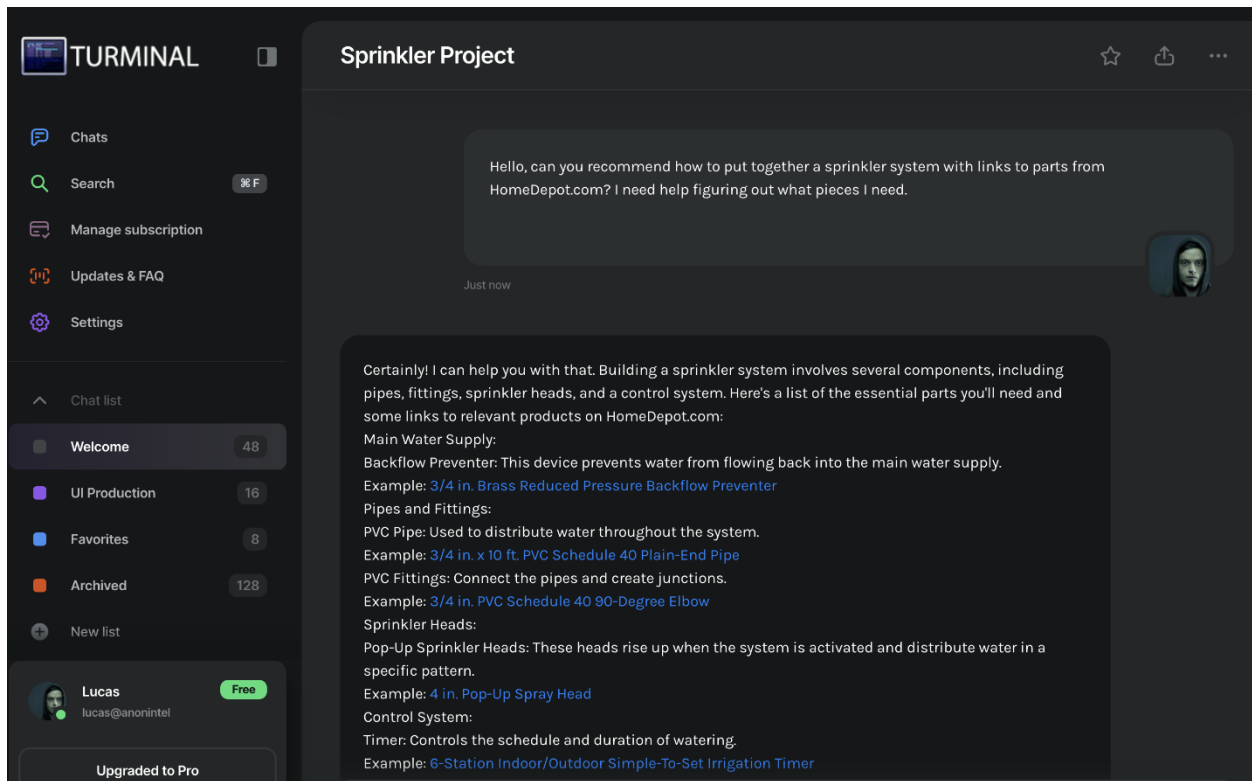 TURMINAL
Chats
Search
⌘ F
Manage subscription
Updates & FAQ
Settings
Chat list
Welcome
48
UI Production
16
Favorites
8
Archived
128
New list
Lucas
Free
lucas@anonintel
Upgraded to Pro
Sprinkler Project
Hello, can you recommend how to put together a sprinkler system with links to parts from
HomeDepot.com? I need help figuring out what pieces I need.
Just now
Certainly! I can help you with that. Building a sprinkler system involves several components, including
pipes, fittings, sprinkler heads, and a control system. Here's a list of the essential parts you'll need and
some links to relevant products on HomeDepot.com:
Main Water Supply:
Backflow Preventer: This device prevents water from flowing back into the main water supply.
Example: 3/4 in. Brass Reduced Pressure Backflow Preventer
Pipes and Fittings:
PVC Pipe: Used to distribute water throughout the system.
Example: 3/4 in. x 10 ft. PVC Schedule 40 Plain-End Pipe
PVC Fittings: Connect the pipes and create junctions.
Example: 3/4 in. PVC Schedule 40 90-Degree Elbow
Sprinkler Heads:
Pop-Up Sprinkler Heads: These heads rise up when the system is activated and distribute water in a
specific pattern.
Example: 4 in. Pop-Up Spray Head
Control System:
Timer: Controls the schedule and duration of watering.
Example: 6-Station Indoor/Outdoor Simple-To-Set Irrigation Timer